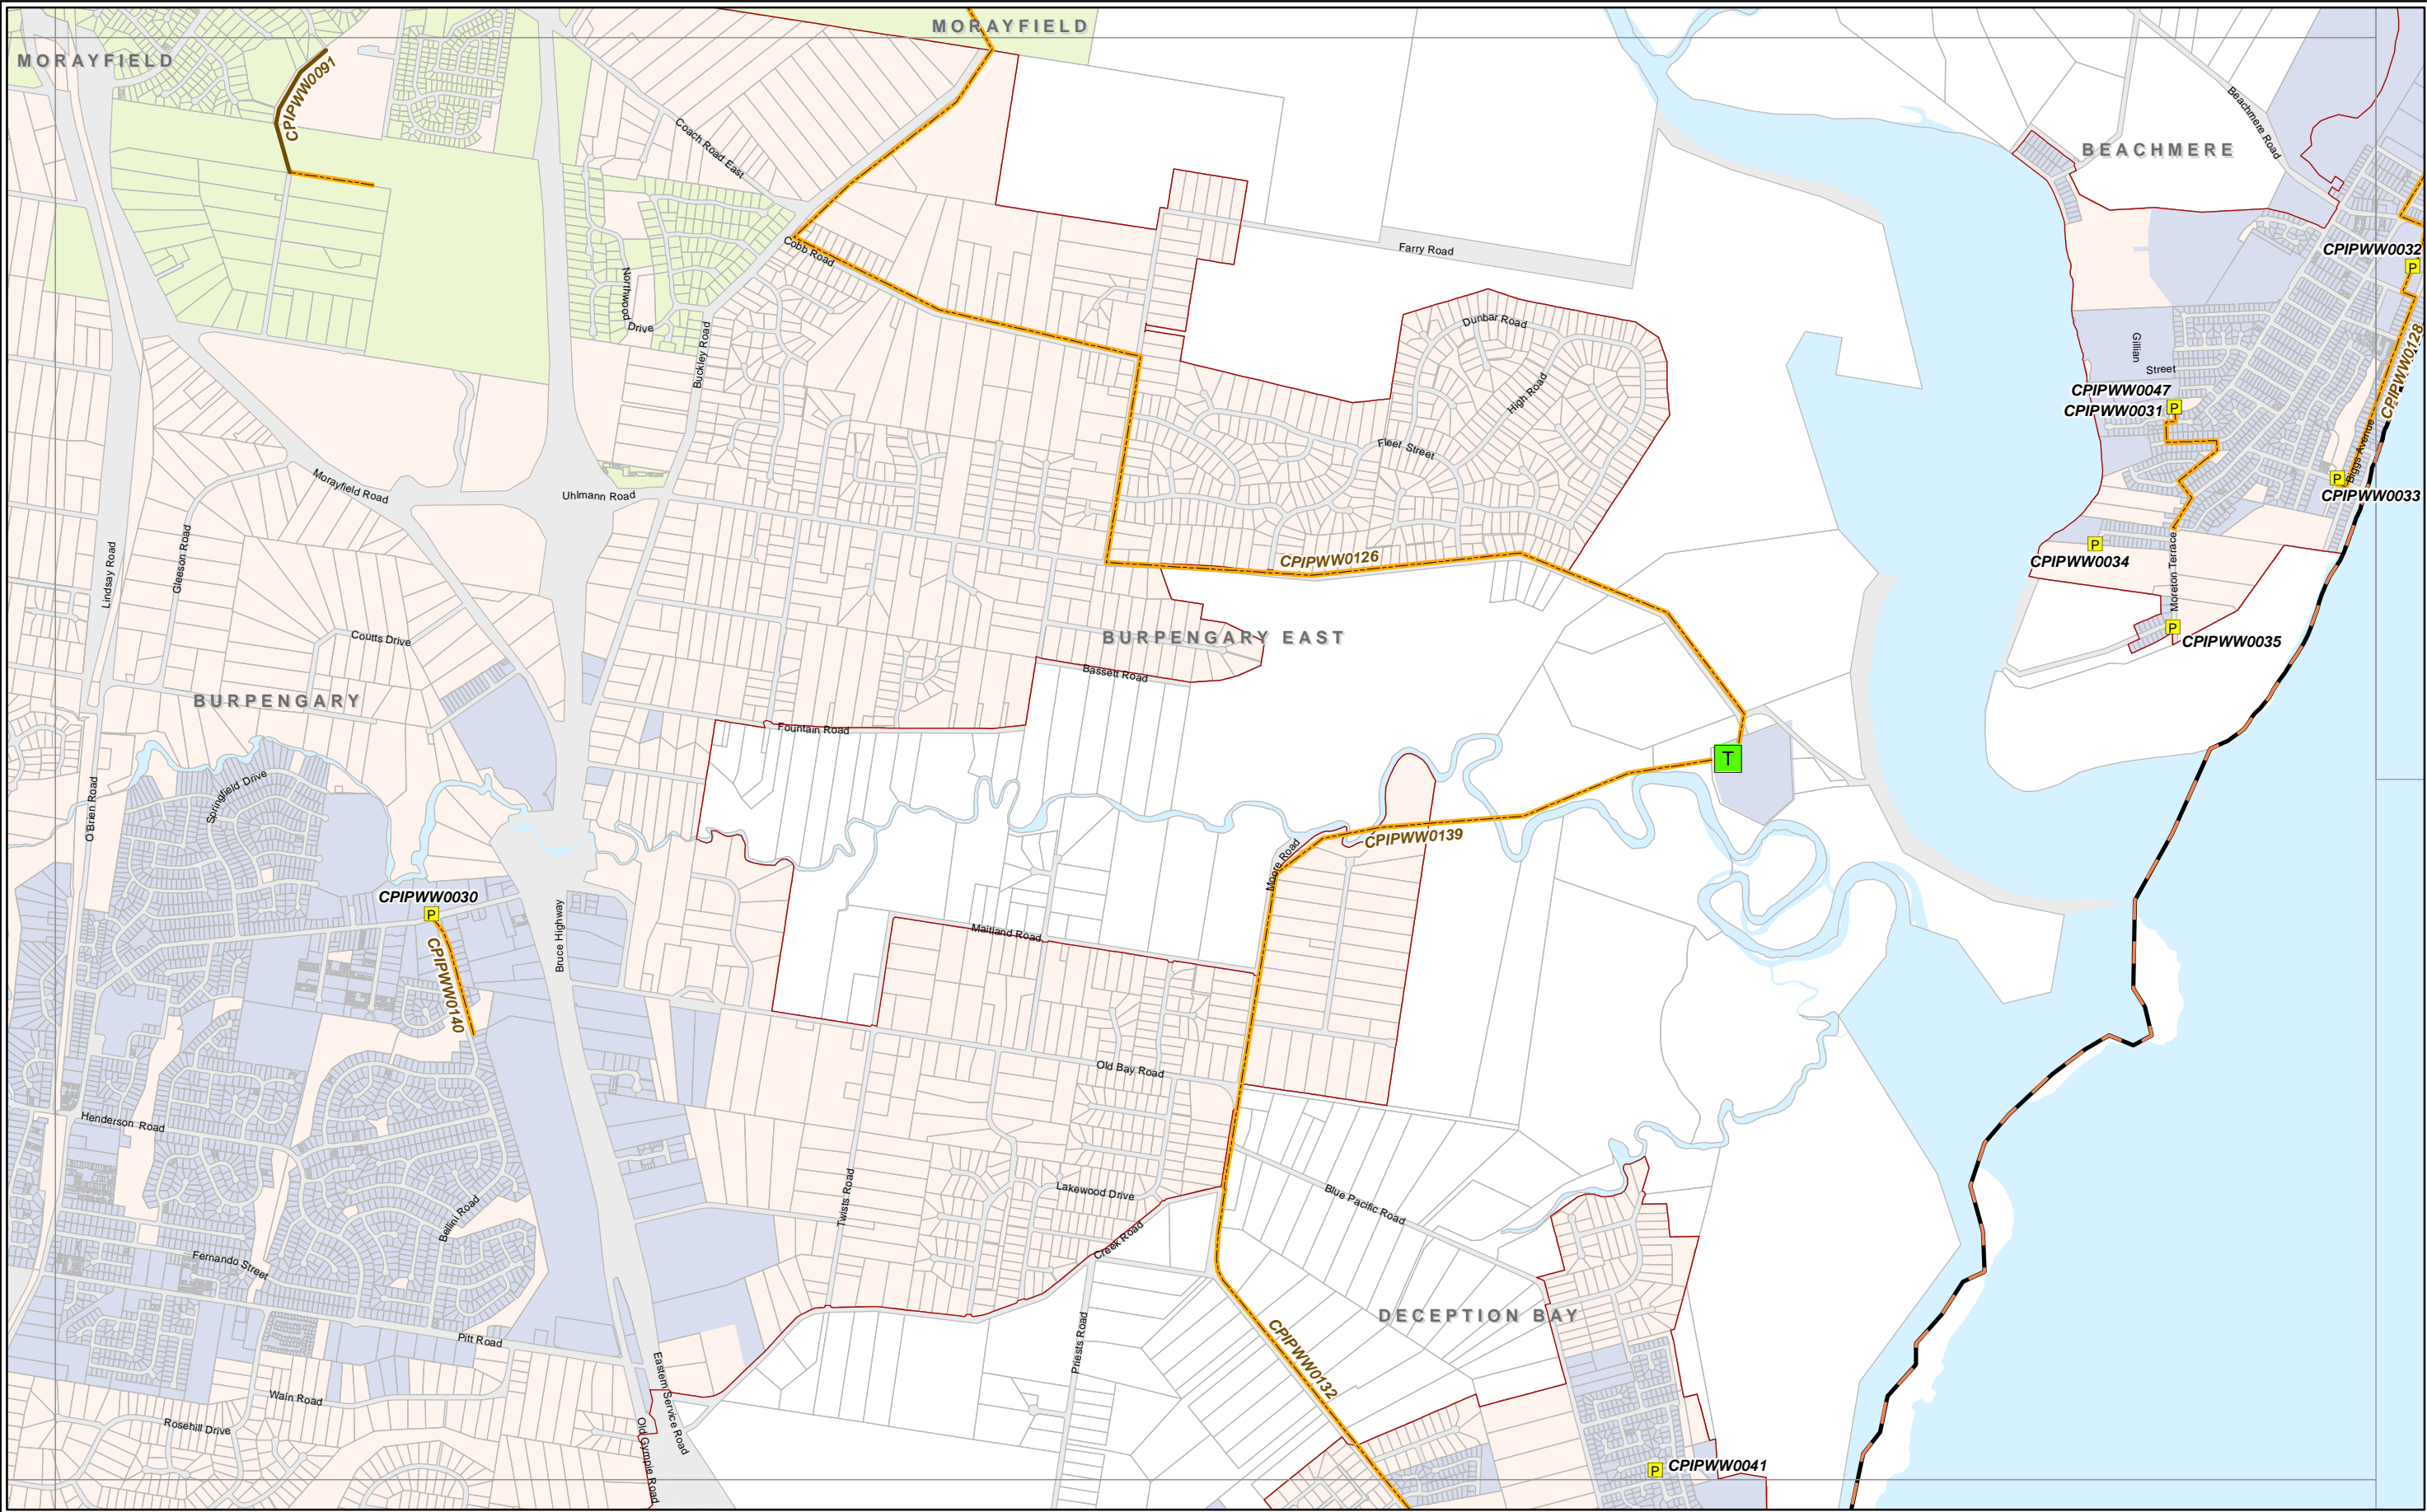 MORAYFIELD
MORAYFIELD
CPIPWW0091
Coach Road East
Beachmere Road
BEACHMERE
Cobb Road
Farry Road
CPIPWW0032
P
Northwood
Drive
Buckley Road
Dunbar Road
High Road
Fleet Street
Gillian
Street
CPIPWW0128
CPIPWW0047
CPIPWW0031
P
Briggs Avenue
P
CPIPWW0033
Morayfield Road
Uhlmann Road
Gleeson Road
Lindsay Road
CPIPWW0126
P
CPIPWW0034
Moreton Terrace
P
CPIPWW0035
Coutts Drive
BURPENGARY EAST
Bassett Road
BURPENGARY
Fountain Road
T
Springfield Drive
O'Brien Road
CPIPWW0139
Moore Road
CPIPWW0030
P
CPIPWW0140
Bruce Highway
Maitland Road
Old Bay Road
Henderson Road
Twists Road
Lakewood Drive
Blue Pacific Road
Bellini Road
Creek Road
Fernando Street
DECEPTION BAY
Pitt Road
Priests Road
CPIPWW0132
Eastern Service Road
Wain Road
Rosehill Drive
Old Gympie Road
P
CPIPWW0041